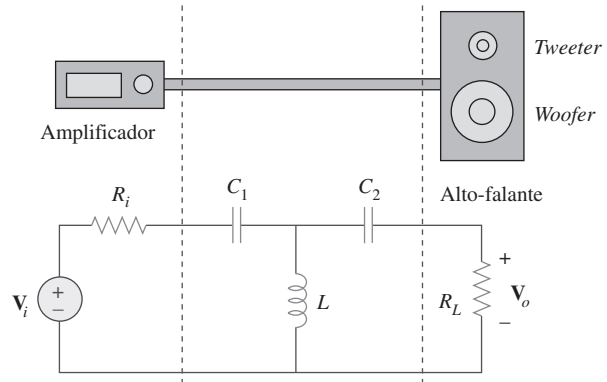 Tweeter
Woofer
Amplificador
Alto-falante
R_i
C_1
C_2
V_i
+
−
L
R_L
+
V_o
−